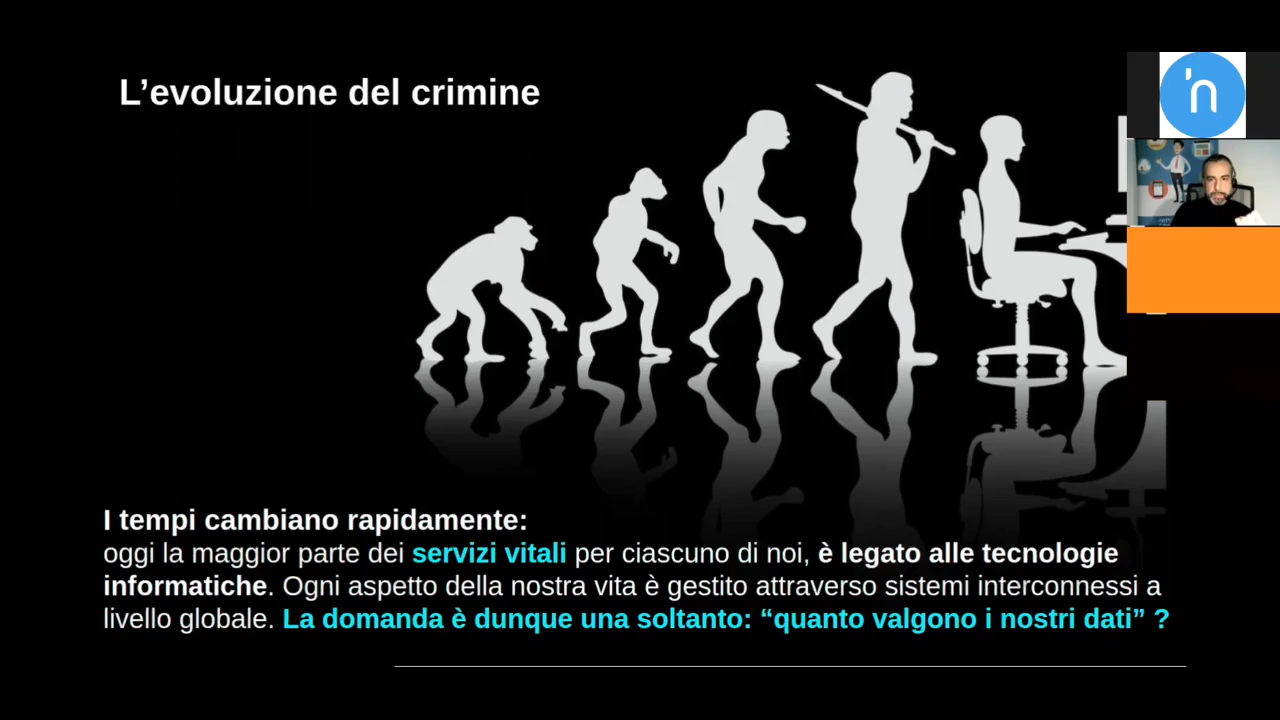 L’evoluzione del crimine
I tempi cambiano rapidamente:
oggi la maggior parte dei servizi vitali per ciascuno di noi, è legato alle tecnologie
informatiche. Ogni aspetto della nostra vita è gestito attraverso sistemi interconnessi a
livello globale. La domanda è dunque una soltanto: “quanto valgono i nostri dati” ?